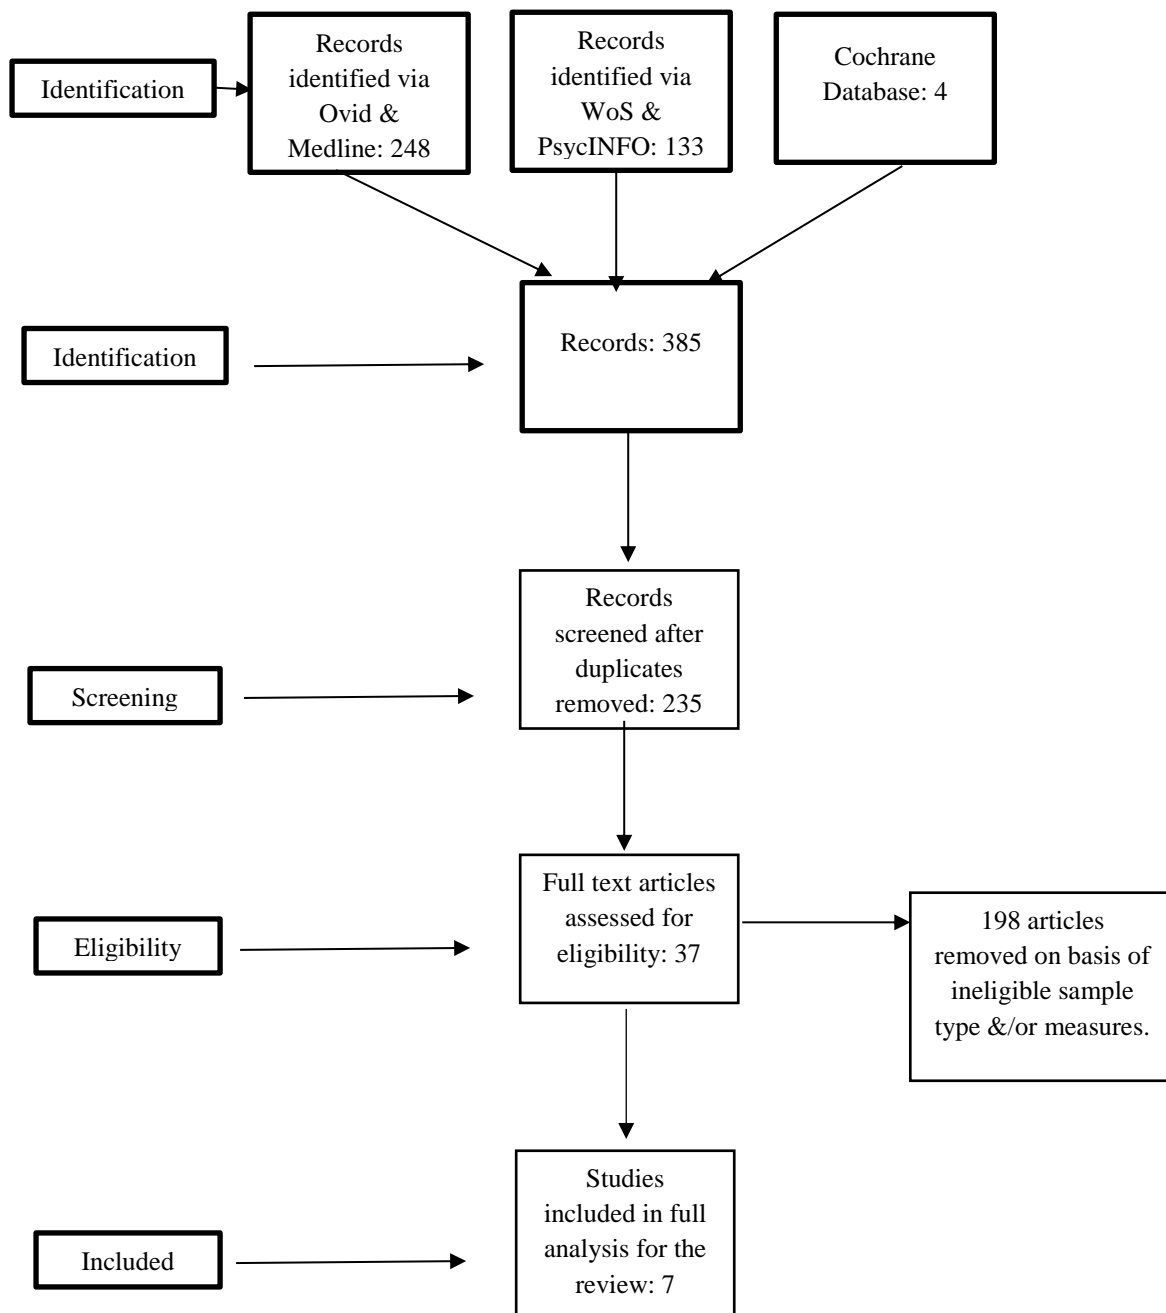 Identification
Records
identified via
Ovid &
Medline: 248
Records
identified via
WoS &
PsycINFO: 133
Cochrane
Database: 4
Identification
Records: 385
Screening
Records
screened after
duplicates
removed: 235
Eligibility
Full text articles
assessed for
eligibility: 37
198 articles
removed on basis of
ineligible sample
type &/or measures.
Included
Studies
included in full
analysis for the
review: 7